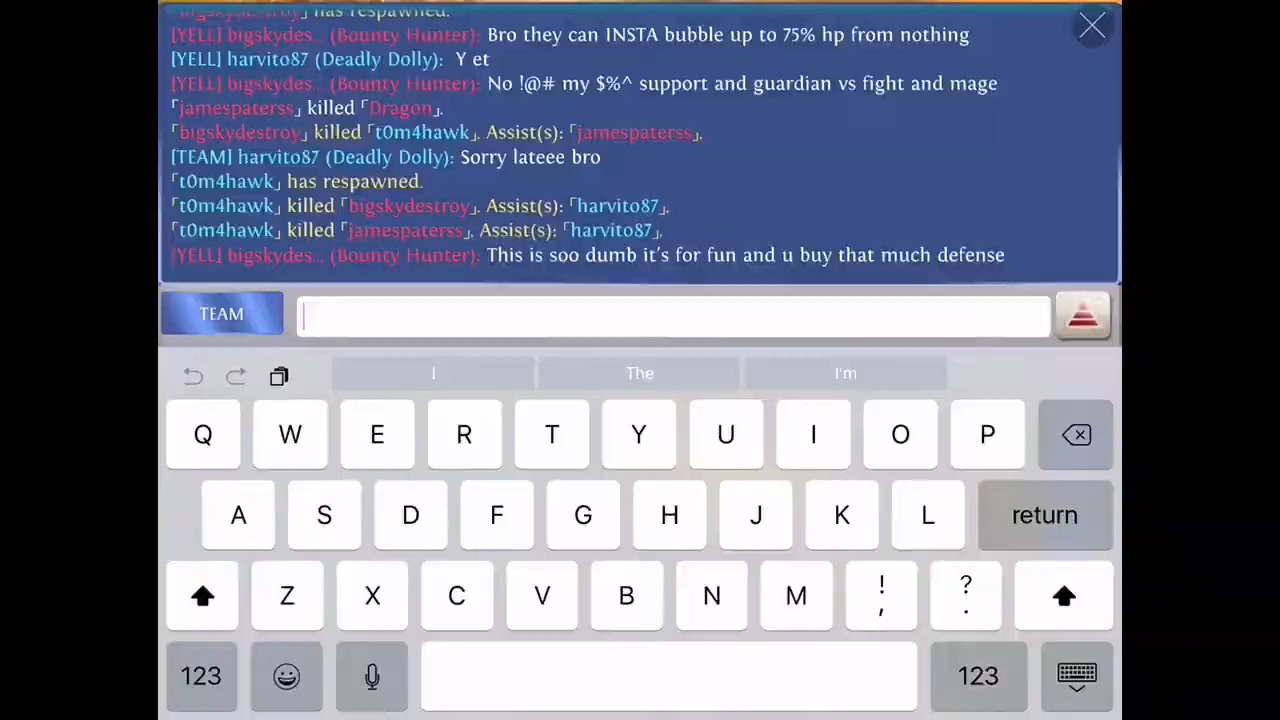 「bigskydestroy」has respawned.
[YELL] bigskydes... (Bounty Hunter): Bro they can INSTA bubble up to 75% hp from nothing
[YELL] harvito87 (Deadly Dolly): Y et
[YELL] bigskydes... (Bounty Hunter): No !@# my $%^ support and guardian vs fight and mage
「jamespaterss」killed「Dragon」.
「bigskydestroy」killed「t0m4hawk」. Assist(s):「jamespaterss」.
[TEAM] harvito87 (Deadly Dolly): Sorry lateee bro
「t0m4hawk」has respawned.
「t0m4hawk」killed「bigskydestroy」. Assist(s):「harvito87」.
「t0m4hawk」killed「jamespaterss」. Assist(s):「harvito87」.
[YELL] bigskydes... (Bounty Hunter): This is soo dumb it's for fun and u buy that much defense
TEAM
I The I'm
Q W E R T Y U I O P
A S D F G H J K L return
Z X C V B N M ! , ? .
123 123